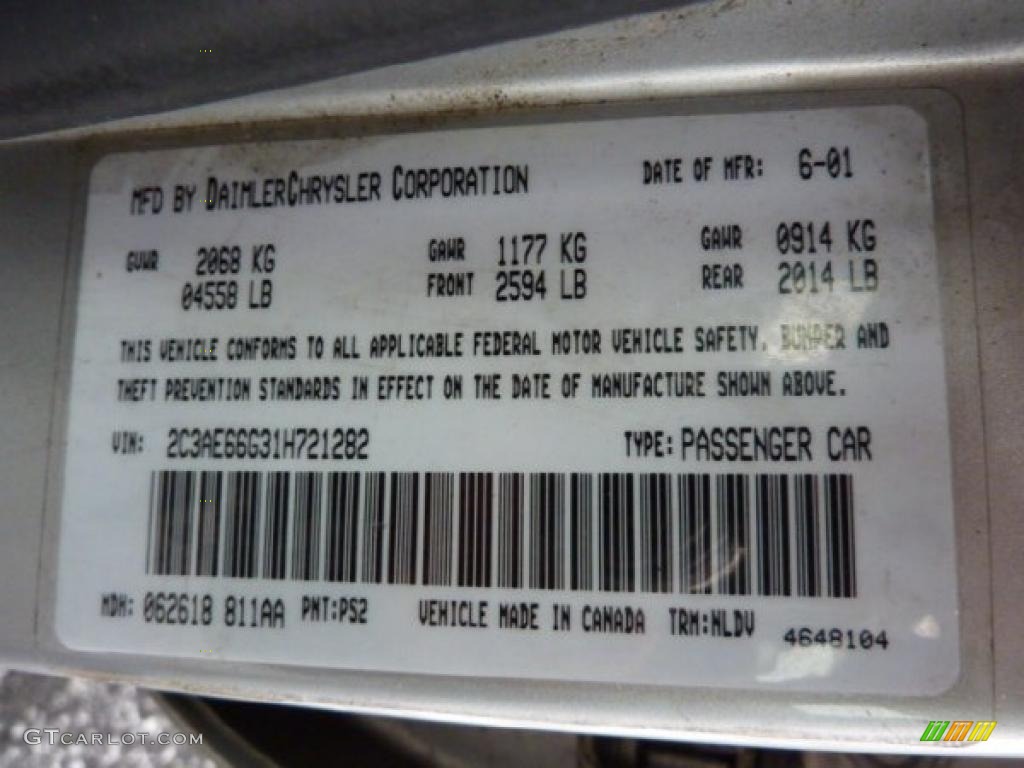 MFD BY DAIMLERCHRYSLER CORPORATION DATE OF MFR: 6-01
GVWR 2068 KG GAWR 1177 KG GAWR 0914 KG
04558 LB FRONT 2594 LB REAR 2014 LB
THIS VEHICLE CONFORMS TO ALL APPLICABLE FEDERAL MOTOR VEHICLE SAFETY, BUMPER AND
THEFT PREVENTION STANDARDS IN EFFECT ON THE DATE OF MANUFACTURE SHOWN ABOVE.
VIN: 2C3AE66G31H721282 TYPE: PASSENGER CAR
MDH: 062618 811AA PNT:PS2 VEHICLE MADE IN CANADA TRM:NLDV 4648104
GTCARLOT.COM